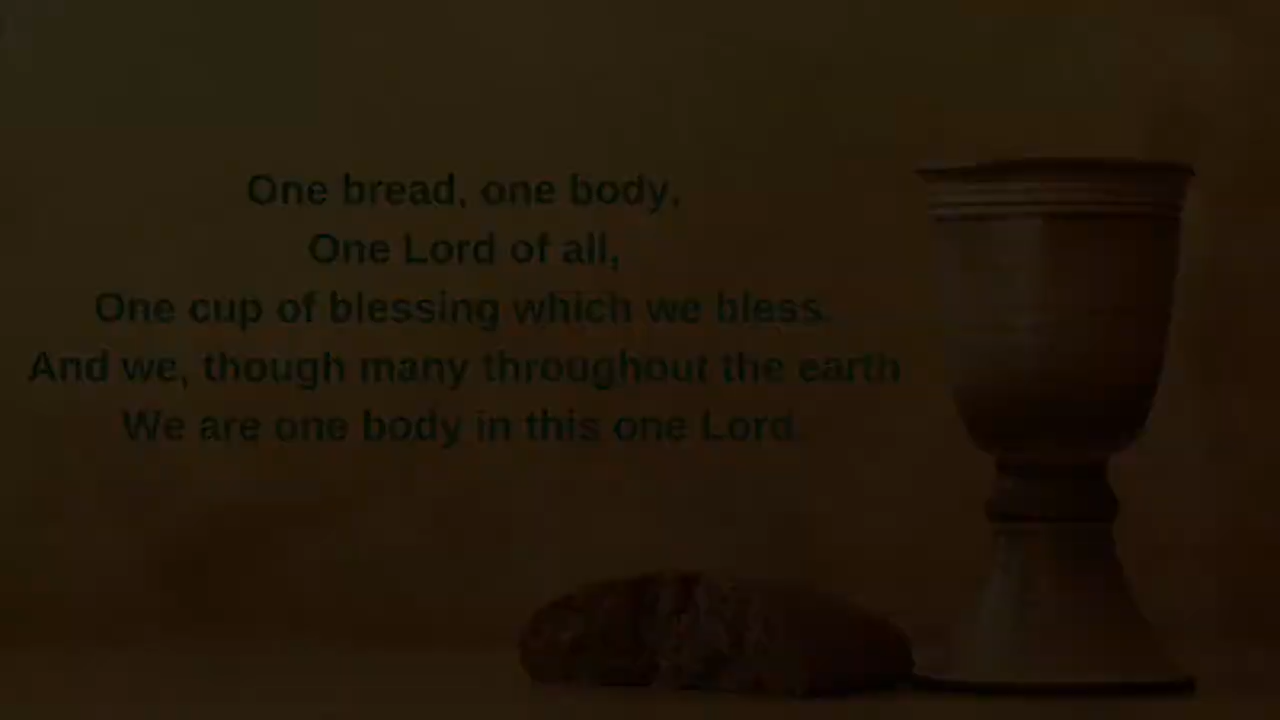 One bread, one body,
One Lord of all,
One cup of blessing which we bless.
And we, though many throughout the earth
We are one body in this one Lord.